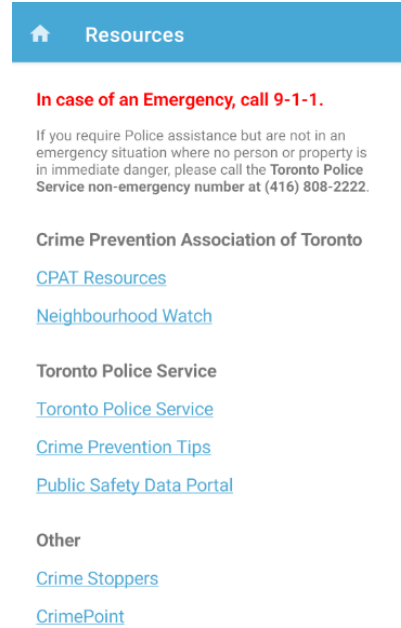 Resources
In case of an Emergency, call 9-1-1.
If you require Police assistance but are not in an
emergency situation where no person or property is
in immediate danger, please call the Toronto Police
Service non-emergency number at (416) 808-2222.
Crime Prevention Association of Toronto
CPAT Resources
Neighbourhood Watch
Toronto Police Service
Toronto Police Service
Crime Prevention Tips
Public Safety Data Portal
Other
Crime Stoppers
CrimePoint